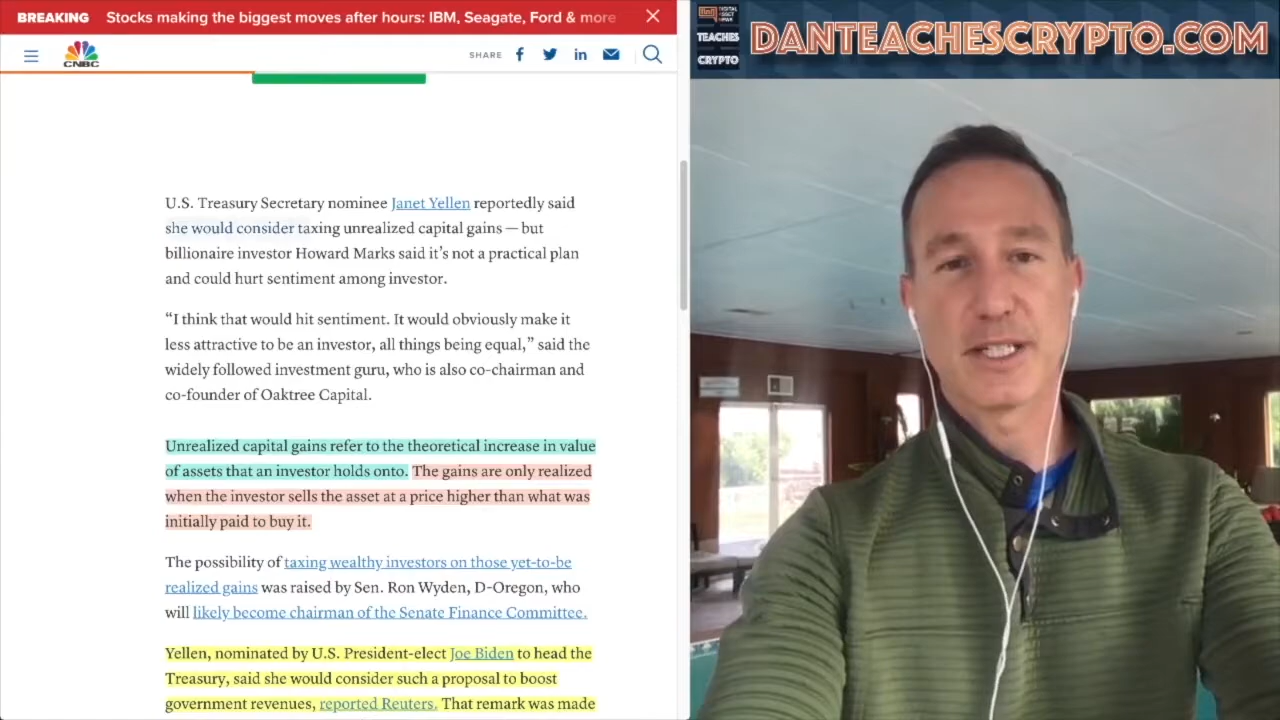 BREAKING Stocks making the biggest moves after hours: IBM, Seagate, Ford & more
CNBC
SHARE
U.S. Treasury Secretary nominee Janet Yellen reportedly said
she would consider taxing unrealized capital gains — but
billionaire investor Howard Marks said it’s not a practical plan
and could hurt sentiment among investor.
“I think that would hit sentiment. It would obviously make it
less attractive to be an investor, all things being equal,” said the
widely followed investment guru, who is also co-chairman and
co-founder of Oaktree Capital.
Unrealized capital gains refer to the theoretical increase in value
of assets that an investor holds onto. The gains are only realized
when the investor sells the asset at a price higher than what was
initially paid to buy it.
The possibility of taxing wealthy investors on those yet-to-be
realized gains was raised by Sen. Ron Wyden, D-Oregon, who
will likely become chairman of the Senate Finance Committee.
Yellen, nominated by U.S. President-elect Joe Biden to head the
Treasury, said she would consider such a proposal to boost
government revenues, reported Reuters. That remark was made
DIGITAL
ASSET
NEWS
TEACHES
CRYPTO
DANTEACHESCRYPTO.COM